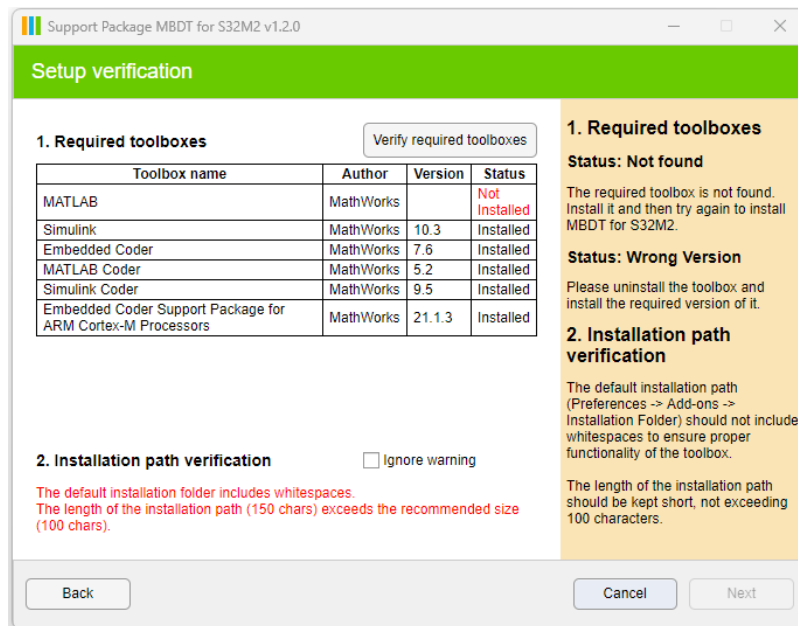 Support Package MBDT for S32M2 v1.2.0
Setup verification
1. Required toolboxes
Verify required toolboxes
Toolbox name Author Version Status
MATLAB MathWorks Not Installed
Simulink MathWorks 10.3 Installed
Embedded Coder MathWorks 7.6 Installed
MATLAB Coder MathWorks 5.2 Installed
Simulink Coder MathWorks 9.5 Installed
Embedded Coder Support Package for
ARM Cortex-M Processors MathWorks 21.1.3 Installed
2. Installation path verification
Ignore warning
The default installation folder includes whitespaces.
The length of the installation path (150 chars) exceeds the recommended size
(100 chars).
1. Required toolboxes
Status: Not found
The required toolbox is not found.
Install it and then try again to install
MBDT for S32M2.
Status: Wrong Version
Please uninstall the toolbox and
install the required version of it.
2. Installation path
verification
The default installation path
(Preferences -> Add-ons ->
Installation Folder) should not include
whitespaces to ensure proper
functionality of the toolbox.
The length of the installation path
should be kept short, not exceeding
100 characters.
Back
Cancel
Next